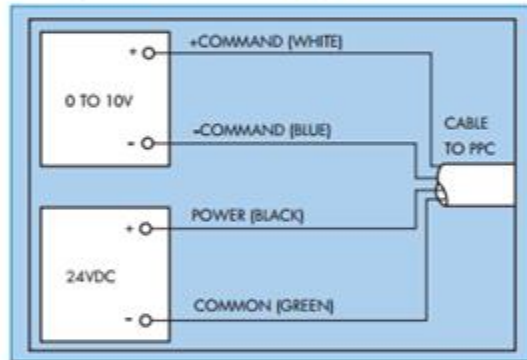 +COMMAND (WHITE)
+
0 TO 10V
-COMMAND (BLUE)
-
CABLE
TO PPC
POWER (BLACK)
+
24VDC
COMMON (GREEN)
-